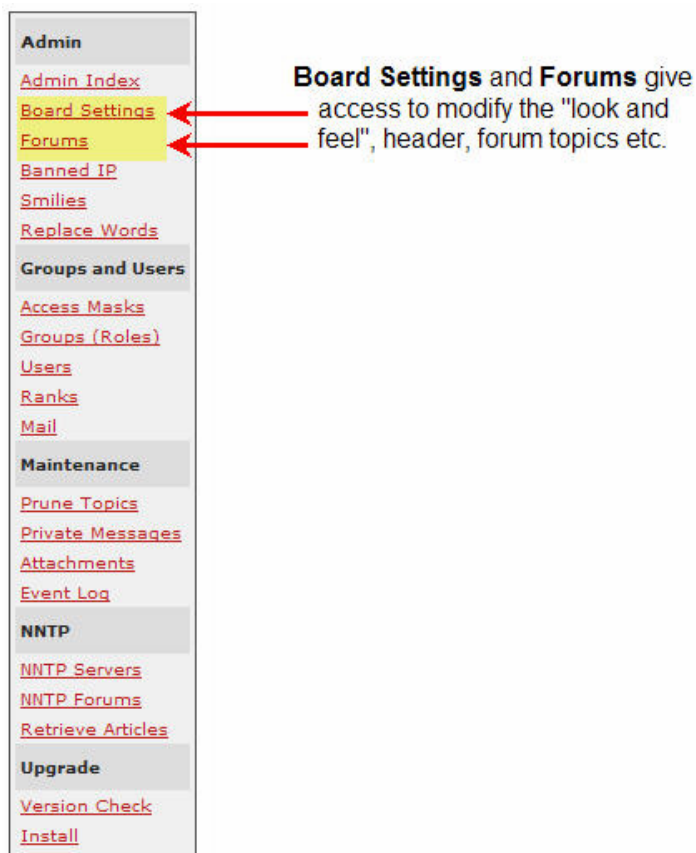 Admin
Admin Index
Board Settings
Forums
Banned IP
Smilies
Replace Words
Groups and Users
Access Masks
Groups (Roles)
Users
Ranks
Mail
Maintenance
Prune Topics
Private Messages
Attachments
Event Log
NNTP
NNTP Servers
NNTP Forums
Retrieve Articles
Upgrade
Version Check
Install
Board Settings and Forums give
access to modify the "look and
feel", header, forum topics etc.